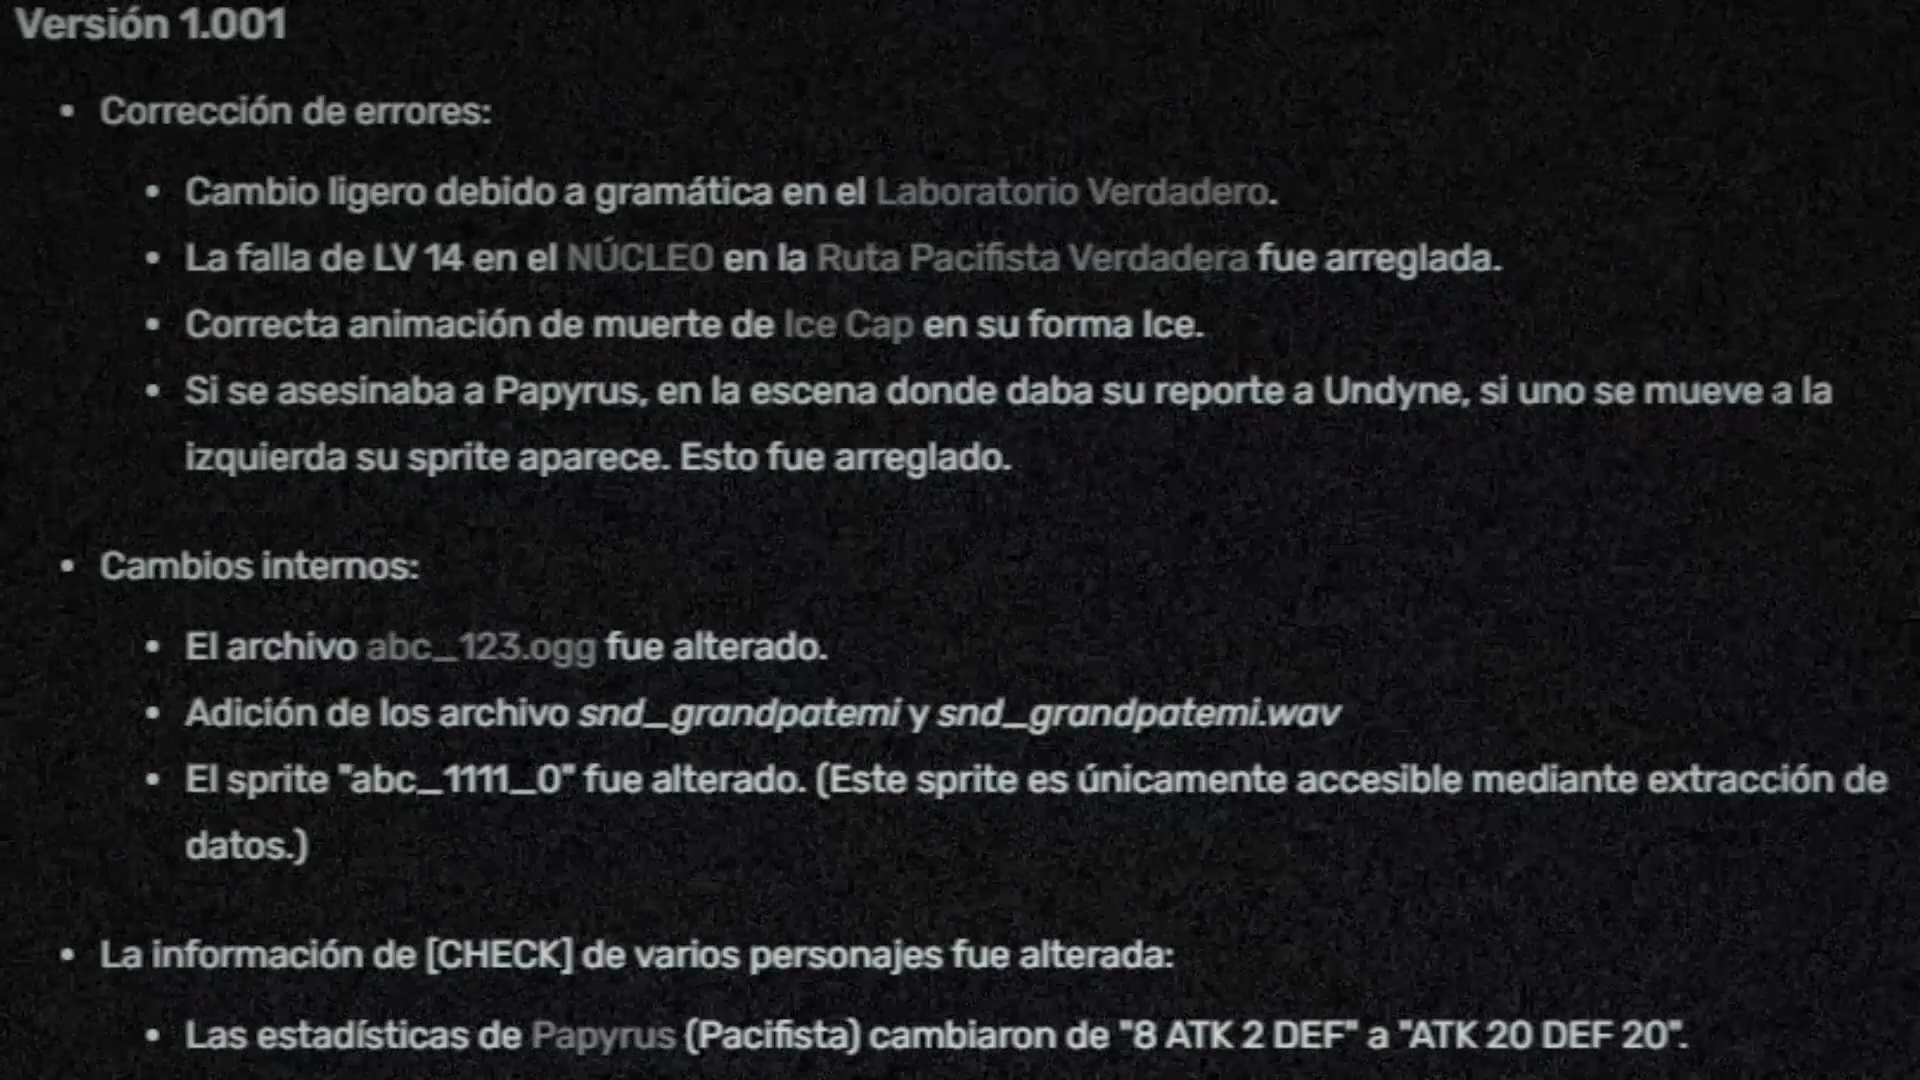 Versión 1.001
• Corrección de errores:
• Cambio ligero debido a gramática en el Laboratorio Verdadero.
• La falla de LV 14 en el NÚCLEO en la Ruta Pacifista Verdadera fue arreglada.
• Correcta animación de muerte de Ice Cap en su forma Ice.
• Si se asesinaba a Papyrus, en la escena donde daba su reporte a Undyne, si uno se mueve a la
izquierda su sprite aparece. Esto fue arreglado.
• Cambios internos:
• El archivo abc_123.ogg fue alterado.
• Adición de los archivo snd_grandpatemi y snd_grandpatemi.wav
• El sprite "abc_1111_0" fue alterado. (Este sprite es únicamente accesible mediante extracción de
datos.)
• La información de [CHECK] de varios personajes fue alterada:
• Las estadísticas de Papyrus (Pacifista) cambiaron de "8 ATK 2 DEF" a "ATK 20 DEF 20".